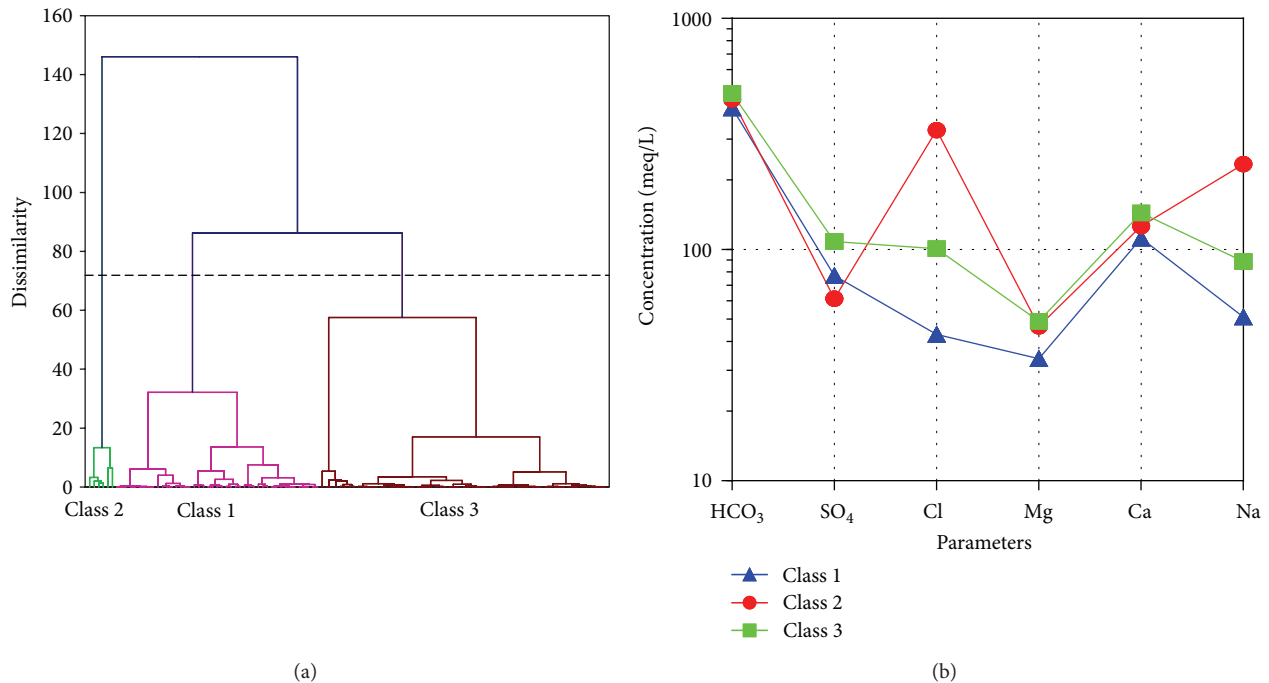 160
140
120
100
80
60
40
20
0
Dissimilarity
Class 2
Class 1
Class 3
(a)
1000
100
10
Concentration (meq/L)
HCO₃
SO₄
Cl
Mg
Ca
Na
Parameters
Class 1
Class 2
Class 3
(b)